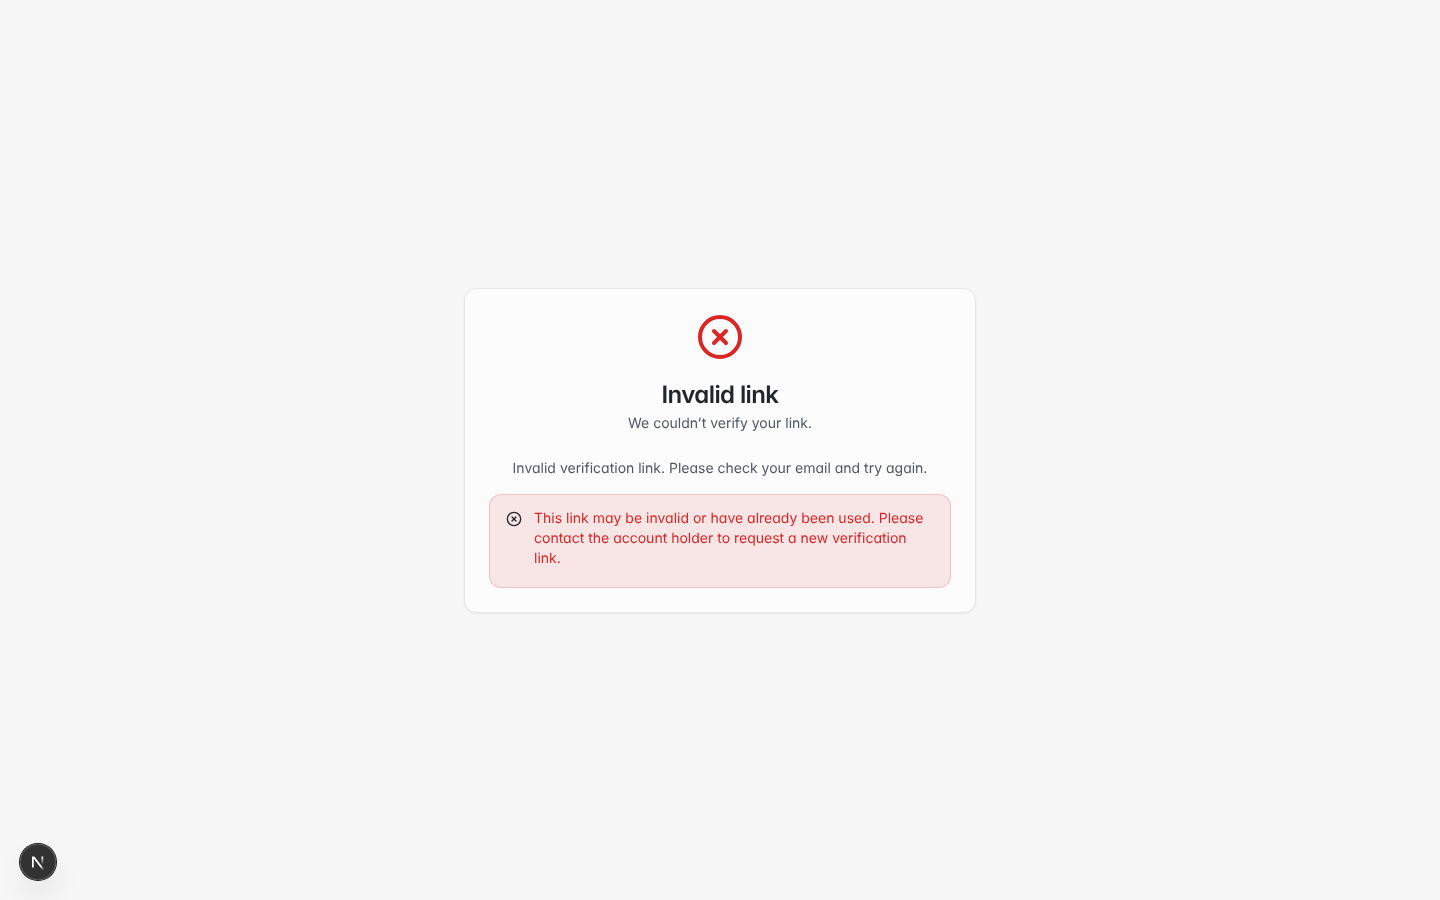 Invalid link
We couldn't verify your link.
Invalid verification link. Please check your email and try again.
This link may be invalid or have already been used. Please
contact the account holder to request a new verification
link.
N